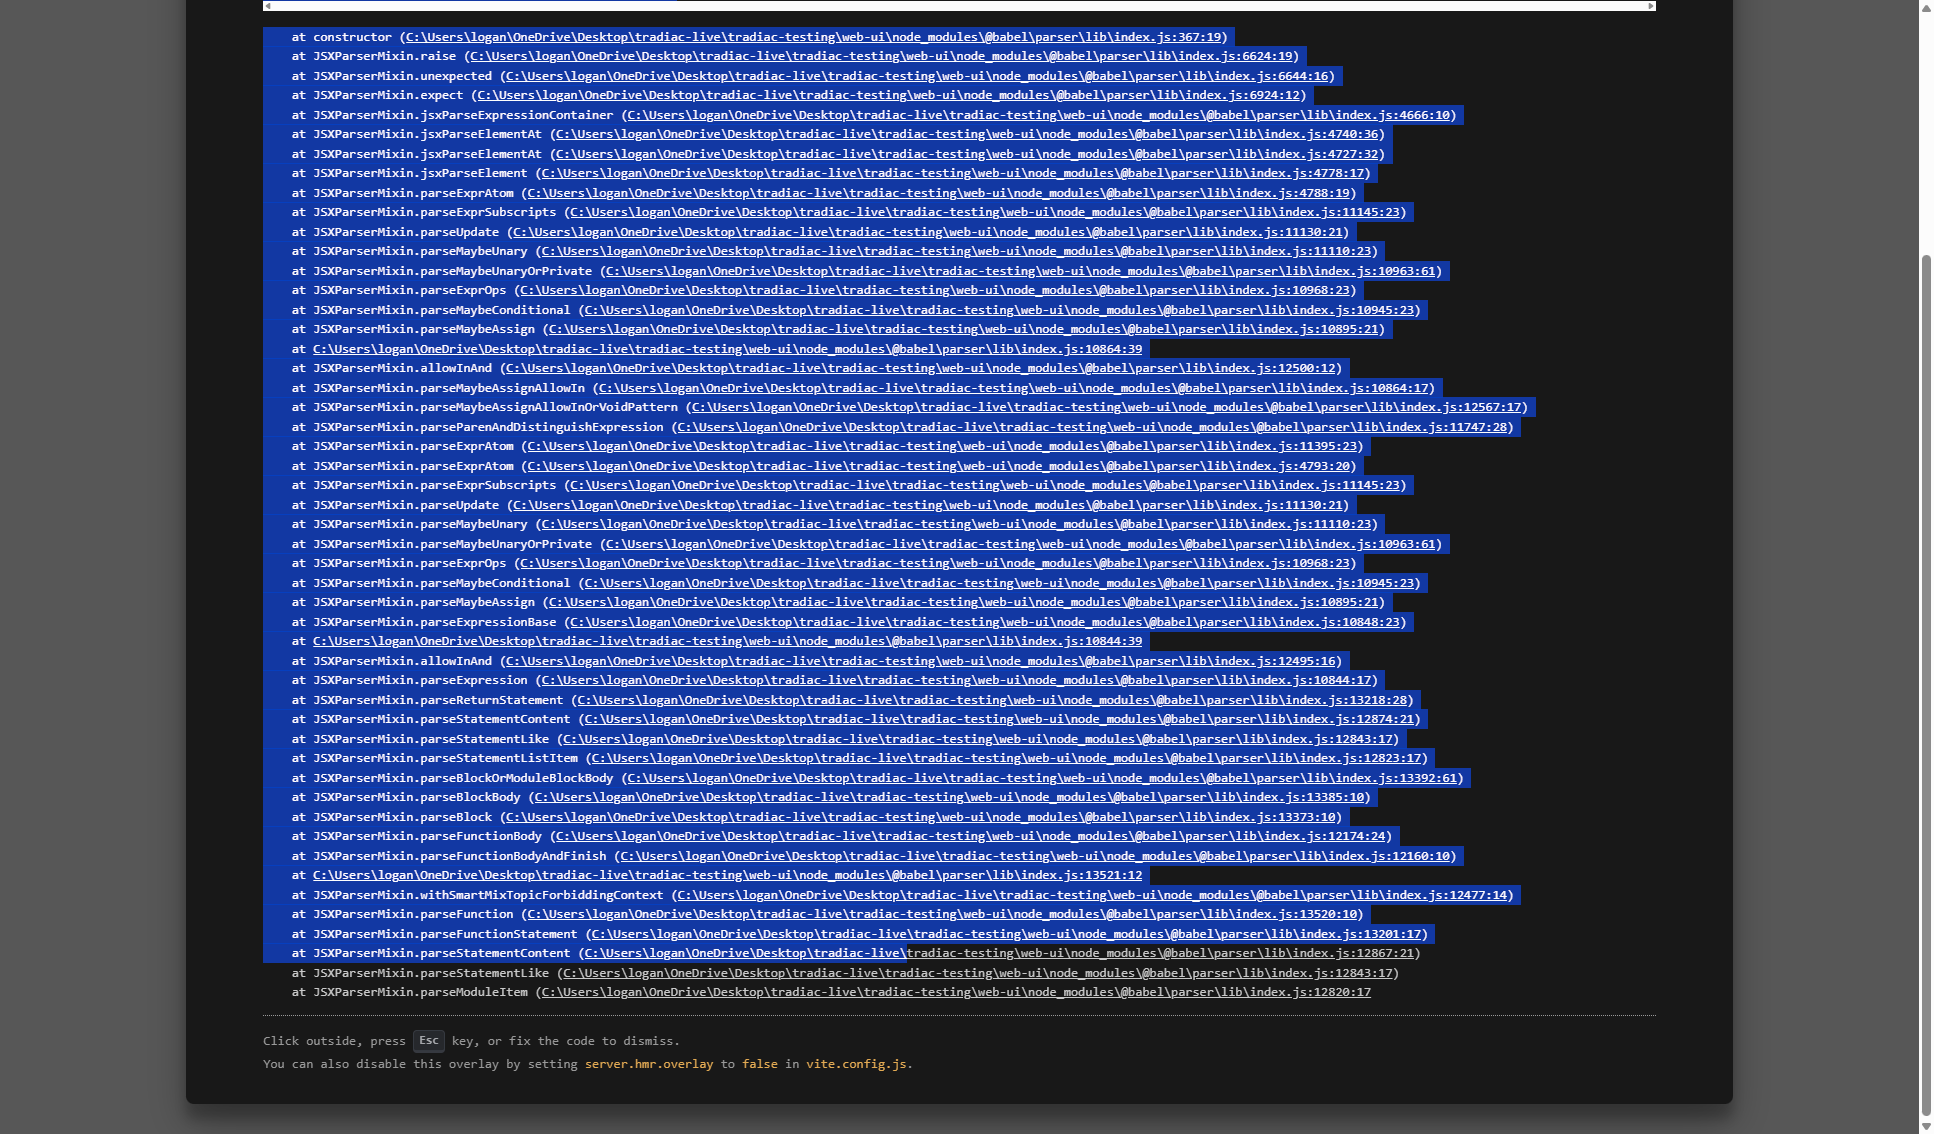 at constructor (C:\Users\logan\OneDrive\Desktop\tradiac-live\tradiac-testing\web-ui\node_modules\@babel\parser\lib\index.js:367:19)
at JSXParserMixin.raise (C:\Users\logan\OneDrive\Desktop\tradiac-live\tradiac-testing\web-ui\node_modules\@babel\parser\lib\index.js:6624:19)
at JSXParserMixin.unexpected (C:\Users\logan\OneDrive\Desktop\tradiac-live\tradiac-testing\web-ui\node_modules\@babel\parser\lib\index.js:6644:16)
at JSXParserMixin.expect (C:\Users\logan\OneDrive\Desktop\tradiac-live\tradiac-testing\web-ui\node_modules\@babel\parser\lib\index.js:6924:12)
at JSXParserMixin.jsxParseExpressionContainer (C:\Users\logan\OneDrive\Desktop\tradiac-live\tradiac-testing\web-ui\node_modules\@babel\parser\lib\index.js:4666:10)
at JSXParserMixin.jsxParseElementAt (C:\Users\logan\OneDrive\Desktop\tradiac-live\tradiac-testing\web-ui\node_modules\@babel\parser\lib\index.js:4740:36)
at JSXParserMixin.jsxParseElementAt (C:\Users\logan\OneDrive\Desktop\tradiac-live\tradiac-testing\web-ui\node_modules\@babel\parser\lib\index.js:4727:32)
at JSXParserMixin.jsxParseElement (C:\Users\logan\OneDrive\Desktop\tradiac-live\tradiac-testing\web-ui\node_modules\@babel\parser\lib\index.js:4778:17)
at JSXParserMixin.parseExprAtom (C:\Users\logan\OneDrive\Desktop\tradiac-live\tradiac-testing\web-ui\node_modules\@babel\parser\lib\index.js:4788:19)
at JSXParserMixin.parseExprSubscripts (C:\Users\logan\OneDrive\Desktop\tradiac-live\tradiac-testing\web-ui\node_modules\@babel\parser\lib\index.js:11145:23)
at JSXParserMixin.parseUpdate (C:\Users\logan\OneDrive\Desktop\tradiac-live\tradiac-testing\web-ui\node_modules\@babel\parser\lib\index.js:11130:21)
at JSXParserMixin.parseMaybeUnary (C:\Users\logan\OneDrive\Desktop\tradiac-live\tradiac-testing\web-ui\node_modules\@babel\parser\lib\index.js:11110:23)
at JSXParserMixin.parseMaybeUnaryOrPrivate (C:\Users\logan\OneDrive\Desktop\tradiac-live\tradiac-testing\web-ui\node_modules\@babel\parser\lib\index.js:10963:61)
at JSXParserMixin.parseExprOps (C:\Users\logan\OneDrive\Desktop\tradiac-live\tradiac-testing\web-ui\node_modules\@babel\parser\lib\index.js:10968:23)
at JSXParserMixin.parseMaybeConditional (C:\Users\logan\OneDrive\Desktop\tradiac-live\tradiac-testing\web-ui\node_modules\@babel\parser\lib\index.js:10945:23)
at JSXParserMixin.parseMaybeAssign (C:\Users\logan\OneDrive\Desktop\tradiac-live\tradiac-testing\web-ui\node_modules\@babel\parser\lib\index.js:10895:21)
at C:\Users\logan\OneDrive\Desktop\tradiac-live\tradiac-testing\web-ui\node_modules\@babel\parser\lib\index.js:10864:39
at JSXParserMixin.allowInAnd (C:\Users\logan\OneDrive\Desktop\tradiac-live\tradiac-testing\web-ui\node_modules\@babel\parser\lib\index.js:12500:12)
at JSXParserMixin.parseMaybeAssignAllowIn (C:\Users\logan\OneDrive\Desktop\tradiac-live\tradiac-testing\web-ui\node_modules\@babel\parser\lib\index.js:10864:17)
at JSXParserMixin.parseMaybeAssignAllowInOrVoidPattern (C:\Users\logan\OneDrive\Desktop\tradiac-live\tradiac-testing\web-ui\node_modules\@babel\parser\lib\index.js:12567:17)
at JSXParserMixin.parseParenAndDistinguishExpression (C:\Users\logan\OneDrive\Desktop\tradiac-live\tradiac-testing\web-ui\node_modules\@babel\parser\lib\index.js:11747:28)
at JSXParserMixin.parseExprAtom (C:\Users\logan\OneDrive\Desktop\tradiac-live\tradiac-testing\web-ui\node_modules\@babel\parser\lib\index.js:11395:23)
at JSXParserMixin.parseExprAtom (C:\Users\logan\OneDrive\Desktop\tradiac-live\tradiac-testing\web-ui\node_modules\@babel\parser\lib\index.js:4793:20)
at JSXParserMixin.parseExprSubscripts (C:\Users\logan\OneDrive\Desktop\tradiac-live\tradiac-testing\web-ui\node_modules\@babel\parser\lib\index.js:11145:23)
at JSXParserMixin.parseUpdate (C:\Users\logan\OneDrive\Desktop\tradiac-live\tradiac-testing\web-ui\node_modules\@babel\parser\lib\index.js:11130:21)
at JSXParserMixin.parseMaybeUnary (C:\Users\logan\OneDrive\Desktop\tradiac-live\tradiac-testing\web-ui\node_modules\@babel\parser\lib\index.js:11110:23)
at JSXParserMixin.parseMaybeUnaryOrPrivate (C:\Users\logan\OneDrive\Desktop\tradiac-live\tradiac-testing\web-ui\node_modules\@babel\parser\lib\index.js:10963:61)
at JSXParserMixin.parseExprOps (C:\Users\logan\OneDrive\Desktop\tradiac-live\tradiac-testing\web-ui\node_modules\@babel\parser\lib\index.js:10968:23)
at JSXParserMixin.parseMaybeConditional (C:\Users\logan\OneDrive\Desktop\tradiac-live\tradiac-testing\web-ui\node_modules\@babel\parser\lib\index.js:10945:23)
at JSXParserMixin.parseMaybeAssign (C:\Users\logan\OneDrive\Desktop\tradiac-live\tradiac-testing\web-ui\node_modules\@babel\parser\lib\index.js:10895:21)
at JSXParserMixin.parseExpressionBase (C:\Users\logan\OneDrive\Desktop\tradiac-live\tradiac-testing\web-ui\node_modules\@babel\parser\lib\index.js:10848:23)
at C:\Users\logan\OneDrive\Desktop\tradiac-live\tradiac-testing\web-ui\node_modules\@babel\parser\lib\index.js:10844:39
at JSXParserMixin.allowInAnd (C:\Users\logan\OneDrive\Desktop\tradiac-live\tradiac-testing\web-ui\node_modules\@babel\parser\lib\index.js:12495:16)
at JSXParserMixin.parseExpression (C:\Users\logan\OneDrive\Desktop\tradiac-live\tradiac-testing\web-ui\node_modules\@babel\parser\lib\index.js:10844:17)
at JSXParserMixin.parseReturnStatement (C:\Users\logan\OneDrive\Desktop\tradiac-live\tradiac-testing\web-ui\node_modules\@babel\parser\lib\index.js:13218:28)
at JSXParserMixin.parseStatementContent (C:\Users\logan\OneDrive\Desktop\tradiac-live\tradiac-testing\web-ui\node_modules\@babel\parser\lib\index.js:12874:21)
at JSXParserMixin.parseStatementLike (C:\Users\logan\OneDrive\Desktop\tradiac-live\tradiac-testing\web-ui\node_modules\@babel\parser\lib\index.js:12843:17)
at JSXParserMixin.parseStatementListItem (C:\Users\logan\OneDrive\Desktop\tradiac-live\tradiac-testing\web-ui\node_modules\@babel\parser\lib\index.js:12823:17)
at JSXParserMixin.parseBlockOrModuleBlockBody (C:\Users\logan\OneDrive\Desktop\tradiac-live\tradiac-testing\web-ui\node_modules\@babel\parser\lib\index.js:13392:61)
at JSXParserMixin.parseBlockBody (C:\Users\logan\OneDrive\Desktop\tradiac-live\tradiac-testing\web-ui\node_modules\@babel\parser\lib\index.js:13385:10)
at JSXParserMixin.parseBlock (C:\Users\logan\OneDrive\Desktop\tradiac-live\tradiac-testing\web-ui\node_modules\@babel\parser\lib\index.js:13373:10)
at JSXParserMixin.parseFunctionBody (C:\Users\logan\OneDrive\Desktop\tradiac-live\tradiac-testing\web-ui\node_modules\@babel\parser\lib\index.js:12174:24)
at JSXParserMixin.parseFunctionBodyAndFinish (C:\Users\logan\OneDrive\Desktop\tradiac-live\tradiac-testing\web-ui\node_modules\@babel\parser\lib\index.js:12160:10)
at C:\Users\logan\OneDrive\Desktop\tradiac-live\tradiac-testing\web-ui\node_modules\@babel\parser\lib\index.js:13521:12
at JSXParserMixin.withSmartMixTopicForbiddingContext (C:\Users\logan\OneDrive\Desktop\tradiac-live\tradiac-testing\web-ui\node_modules\@babel\parser\lib\index.js:12477:14)
at JSXParserMixin.parseFunction (C:\Users\logan\OneDrive\Desktop\tradiac-live\tradiac-testing\web-ui\node_modules\@babel\parser\lib\index.js:13520:10)
at JSXParserMixin.parseFunctionStatement (C:\Users\logan\OneDrive\Desktop\tradiac-live\tradiac-testing\web-ui\node_modules\@babel\parser\lib\index.js:13201:17)
at JSXParserMixin.parseStatementContent (C:\Users\logan\OneDrive\Desktop\tradiac-live\tradiac-testing\web-ui\node_modules\@babel\parser\lib\index.js:12867:21)
at JSXParserMixin.parseStatementLike (C:\Users\logan\OneDrive\Desktop\tradiac-live\tradiac-testing\web-ui\node_modules\@babel\parser\lib\index.js:12843:17)
at JSXParserMixin.parseModuleItem (C:\Users\logan\OneDrive\Desktop\tradiac-live\tradiac-testing\web-ui\node_modules\@babel\parser\lib\index.js:12820:17
Click outside, press Esc key, or fix the code to dismiss.
You can also disable this overlay by setting server.hmr.overlay to false in vite.config.js.